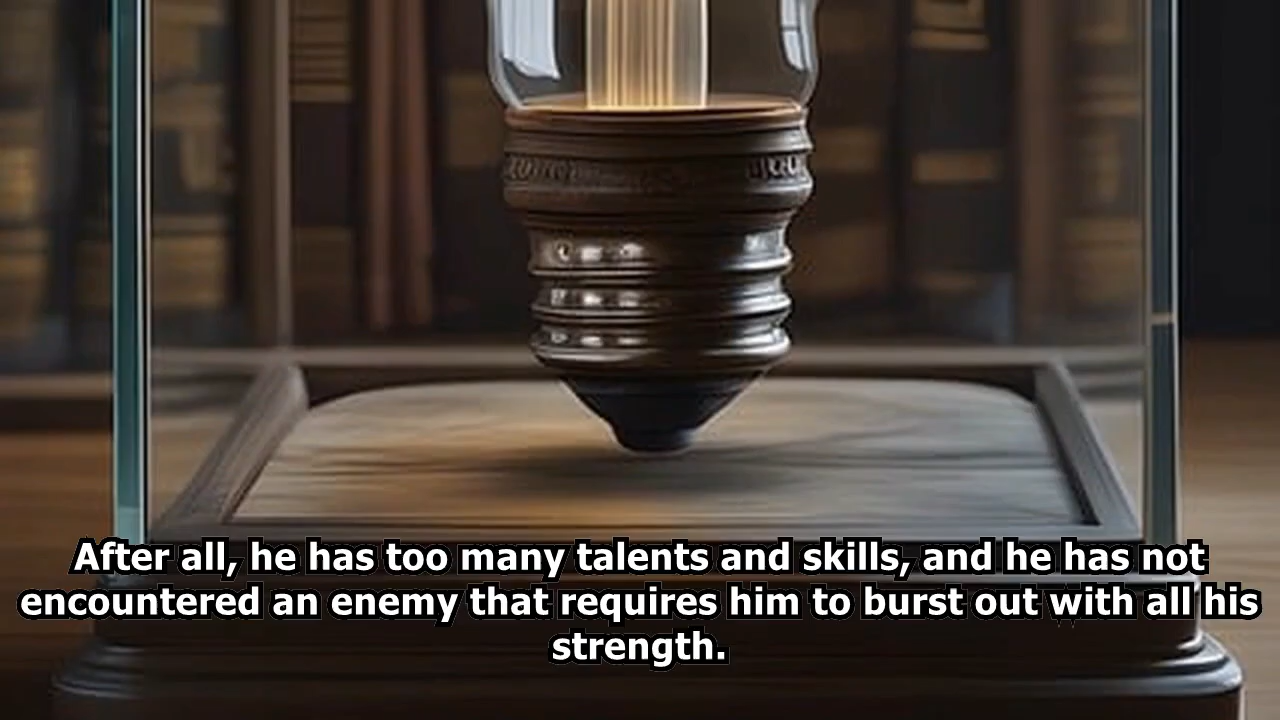 After all, he has too many talents and skills, and he has not
encountered an enemy that requires him to burst out with all his
strength.